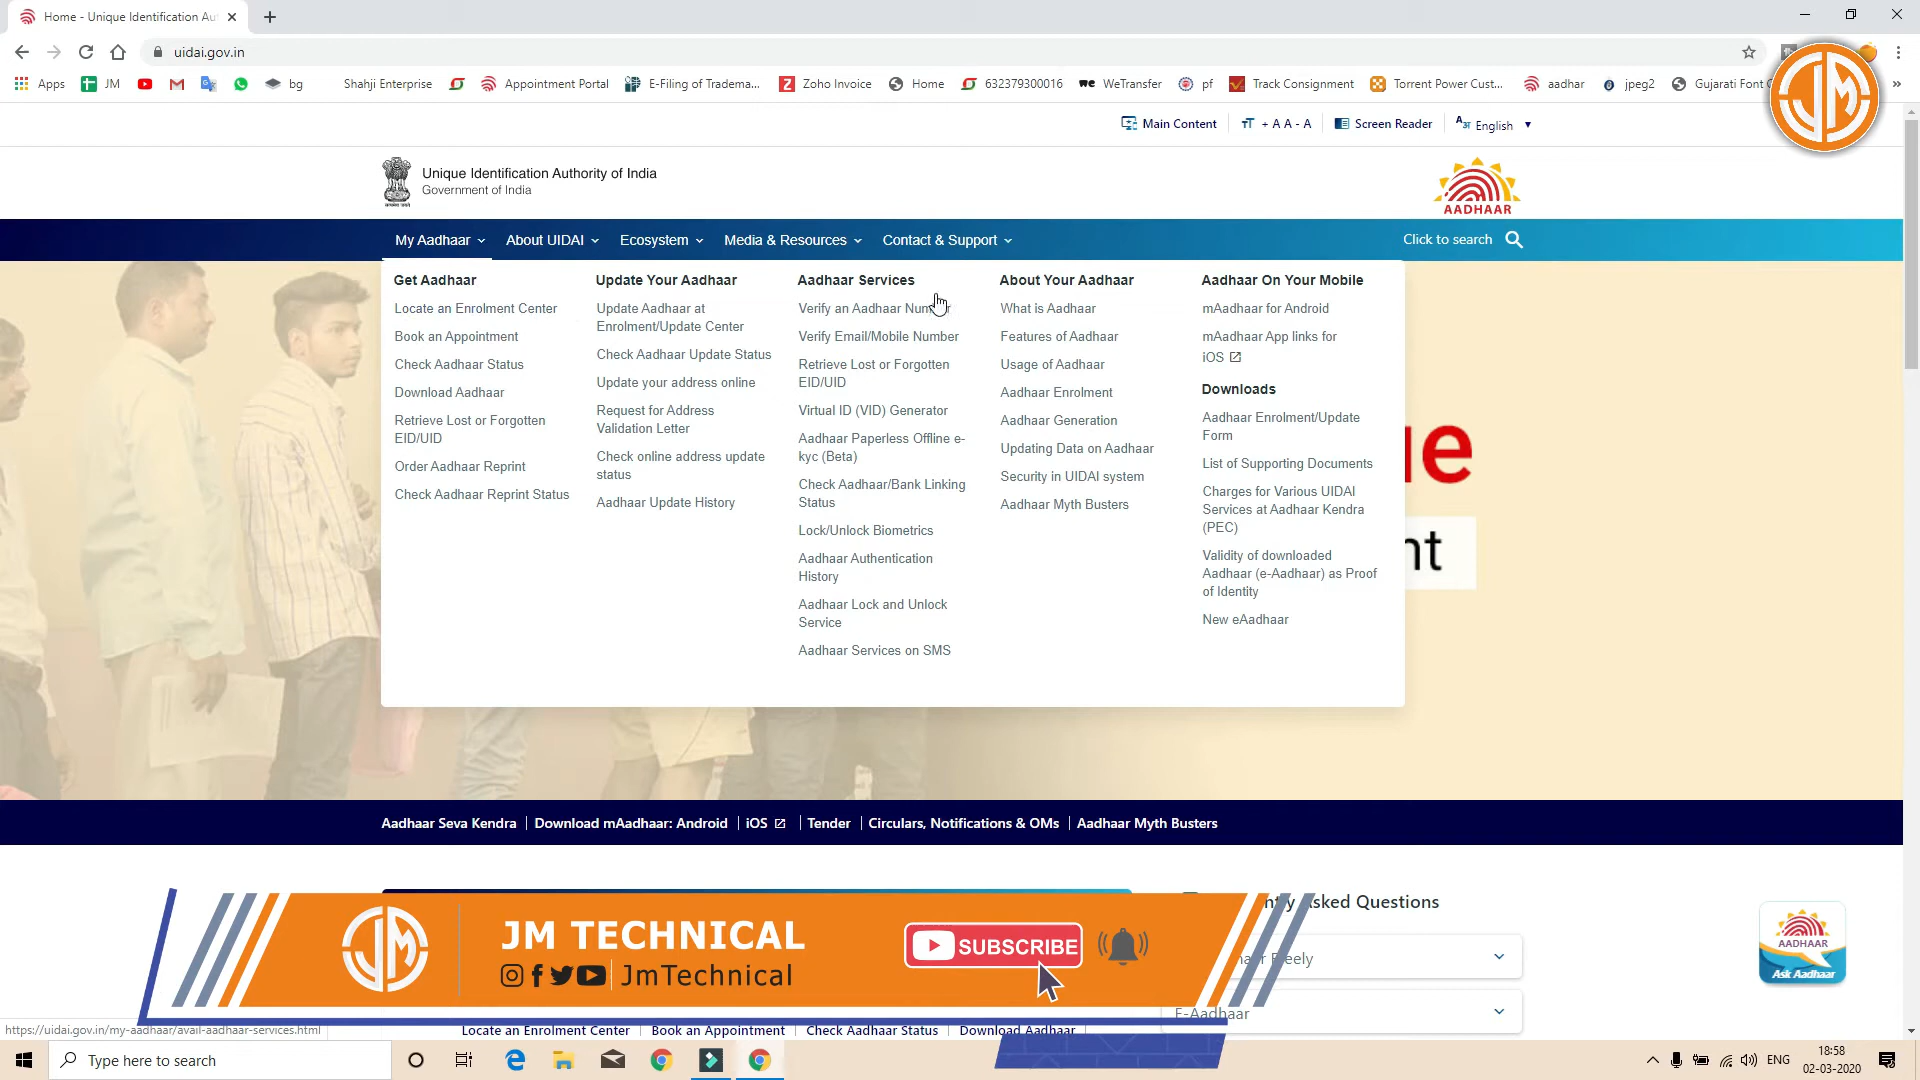 Home - Unique Identification Au
uidai.gov.in
Apps
JM
bg
Shahji Enterprise
Appointment Portal
E-Filing of Tradema...
Zoho Invoice
Home
632379300016
WeTransfer
pf
Track Consignment
Torrent Power Cust...
aadhar
jpeg2
Gujarati Font
JM
Main Content
+ A A - A
Screen Reader
English
Unique Identification Authority of India
Government of India
AADHAAR
My Aadhaar
About UIDAI
Ecosystem
Media & Resources
Contact & Support
Click to search
Get Aadhaar
Locate an Enrolment Center
Book an Appointment
Check Aadhaar Status
Download Aadhaar
Retrieve Lost or Forgotten
EID/UID
Order Aadhaar Reprint
Check Aadhaar Reprint Status
Update Your Aadhaar
Update Aadhaar at
Enrolment/Update Center
Check Aadhaar Update Status
Update your address online
Request for Address
Validation Letter
Check online address update
status
Aadhaar Update History
Aadhaar Services
Verify an Aadhaar Number
Verify Email/Mobile Number
Retrieve Lost or Forgotten
EID/UID
Virtual ID (VID) Generator
Aadhaar Paperless Offline e-
kyc (Beta)
Check Aadhaar/Bank Linking
Status
Lock/Unlock Biometrics
Aadhaar Authentication
History
Aadhaar Lock and Unlock
Service
Aadhaar Services on SMS
About Your Aadhaar
What is Aadhaar
Features of Aadhaar
Usage of Aadhaar
Aadhaar Enrolment
Aadhaar Generation
Updating Data on Aadhaar
Security in UIDAI system
Aadhaar Myth Busters
Aadhaar On Your Mobile
mAadhaar for Android
mAadhaar App links for
iOS
Downloads
Aadhaar Enrolment/Update
Form
List of Supporting Documents
Charges for Various UIDAI
Services at Aadhaar Kendra
(PEC)
Validity of downloaded
Aadhaar (e-Aadhaar) as Proof
of Identity
New eAadhaar
ue
nt
Aadhaar Seva Kendra
Download mAadhaar: Android
iOS
Tender
Circulars, Notifications & OMs
Aadhaar Myth Busters
Asked Questions
E-Aadhaar
AADHAAR
Ask Aadhaar
JM
JM TECHNICAL
JmTechnical
SUBSCRIBE
https://uidai.gov.in/my-aadhaar/avail-aadhaar-services.html
Locate an Enrolment Center
Book an Appointment
Check Aadhaar Status
Download Aadhaar
Type here to search
ENG
18:58
02-03-2020